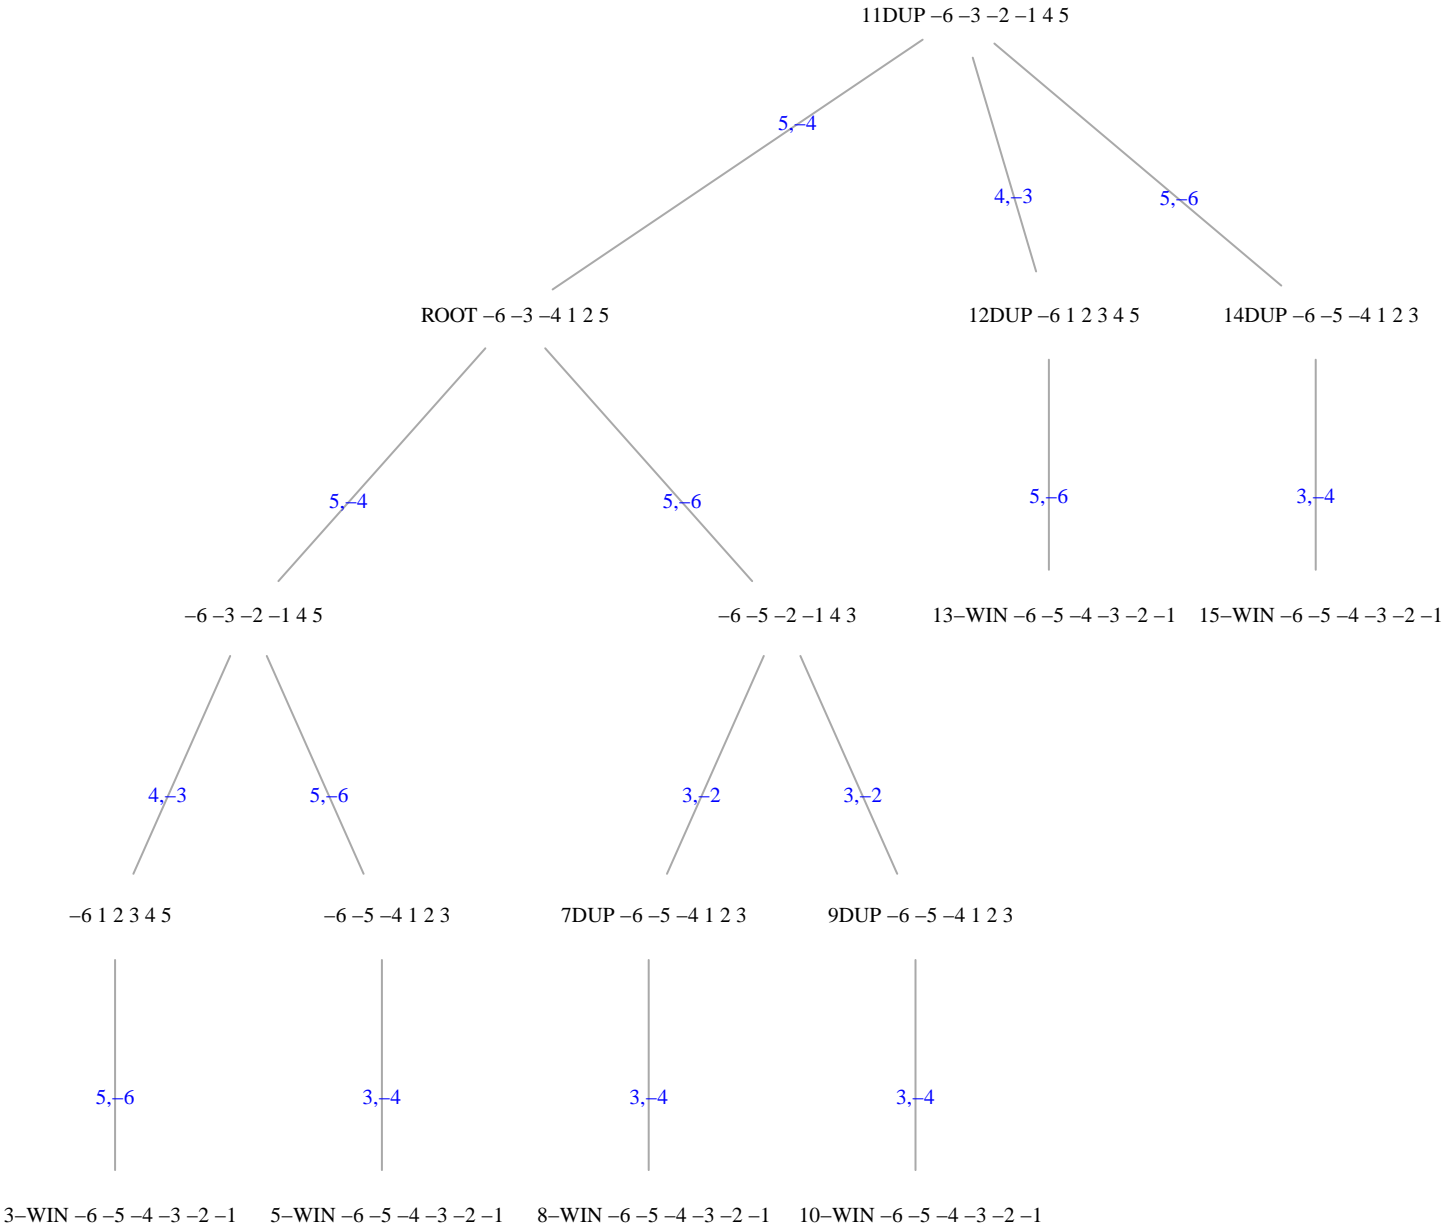 11DUP –6 –3 –2 –1 4 5
5,–4
4,–3
5,–6
ROOT –6 –3 –4 1 2 5
12DUP –6 1 2 3 4 5
14DUP –6 –5 –4 1 2 3
5,–4
5,–6
5,–6
3,–4
–6 –3 –2 –1 4 5
–6 –5 –2 –1 4 3
13–WIN –6 –5 –4 –3 –2 –1
15–WIN –6 –5 –4 –3 –2 –1
4,–3
5,–6
3,–2
3,–2
–6 1 2 3 4 5
–6 –5 –4 1 2 3
7DUP –6 –5 –4 1 2 3
9DUP –6 –5 –4 1 2 3
5,–6
3,–4
3,–4
3,–4
3–WIN –6 –5 –4 –3 –2 –1
5–WIN –6 –5 –4 –3 –2 –1
8–WIN –6 –5 –4 –3 –2 –1
10–WIN –6 –5 –4 –3 –2 –1